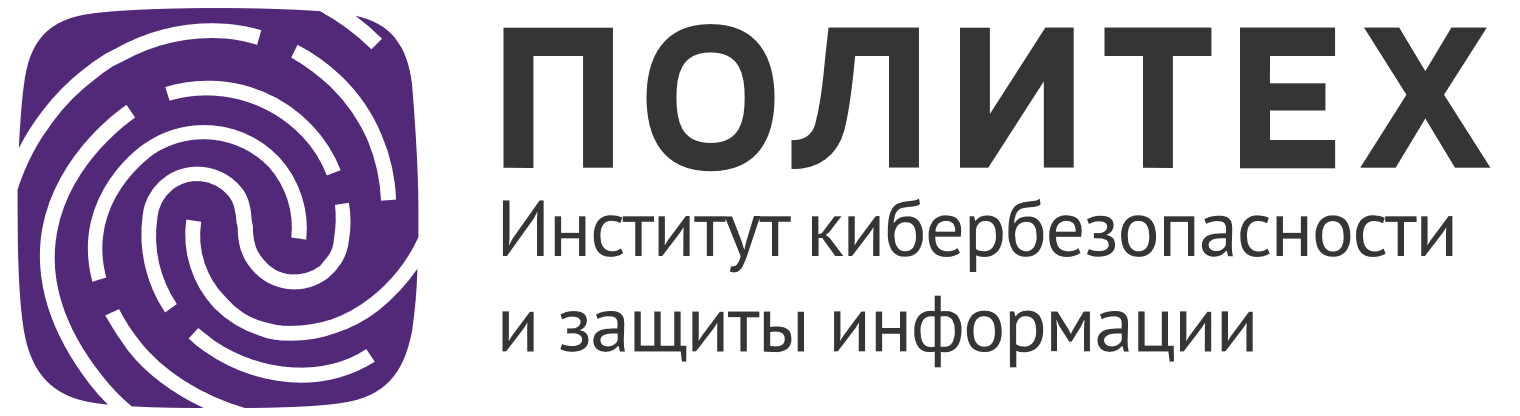 ПОЛИТЕХ
Институт кибербезопасности
и защиты информации